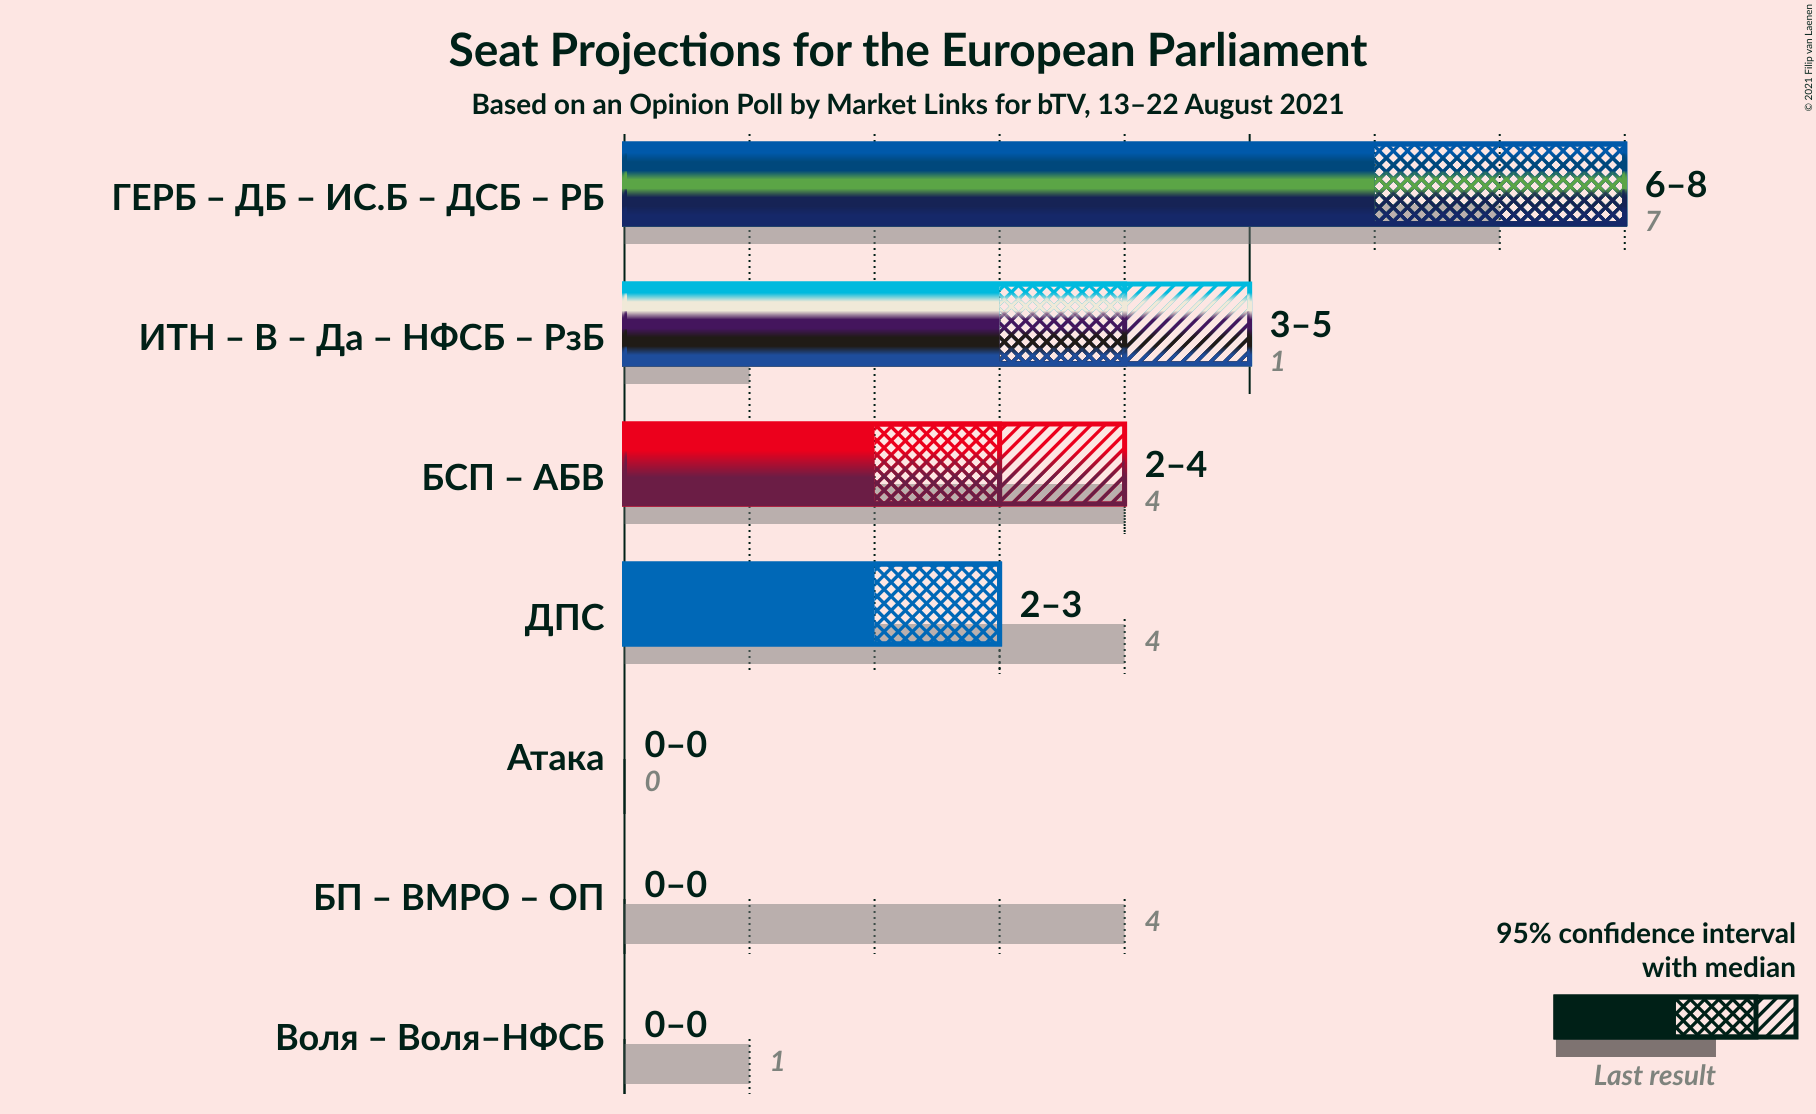 Seat Projections for the European Parliament
Based on an Opinion Poll by Market Links for bTV, 13–22 August 2021
© 2021 Filip van Laenen
ГЕРБ – ДБ – ИС.Б – ДСБ – РБ
6–8
7
ИТН – В – Да – НФСБ – РзБ
3–5
1
БСП – АБВ
2–4
4
ДПС
2–3
4
Атака
0–0
0
БП – ВМРО – ОП
0–0
4
Воля – Воля–НФСБ
0–0
1
95% confidence interval
with median
Last result